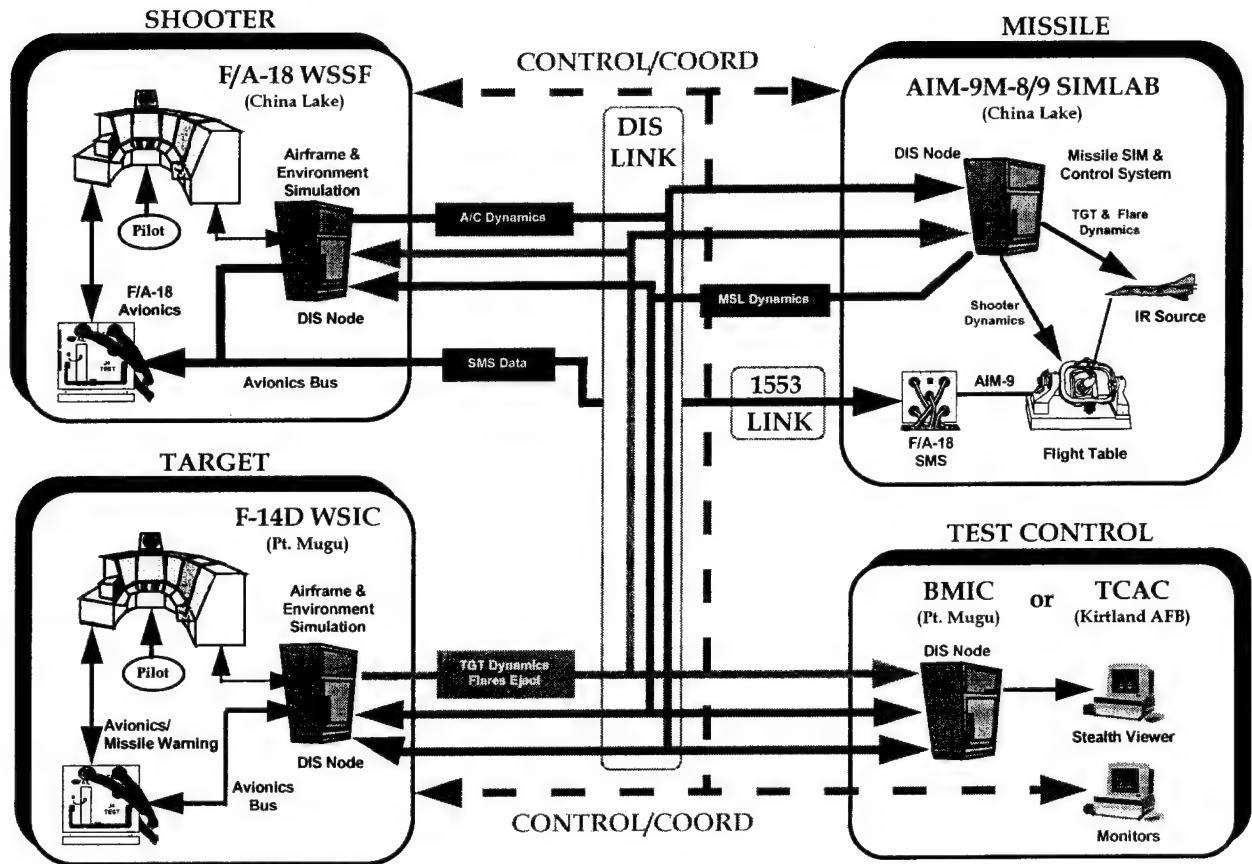 SHOOTER
F/A-18 WSSF
(China Lake)
Airframe &
Environment
Simulation
Pilot
F/A-18
Avionics
DIS Node
Avionics Bus
TARGET
F-14D WSIC
(Pt. Mugu)
Airframe &
Environment
Simulation
Pilot
Avionics/
Missile Warning
DIS Node
Avionics
Bus
CONTROL/COORD
DIS
LINK
A/C Dynamics
MSL Dynamics
SMS Data
1553
LINK
TGT Dynamics
Flares Eject
CONTROL/COORD
MISSILE
AIM-9M-8/9 SIMLAB
(China Lake)
DIS Node
Missile SIM &
Control System
TGT & Flare
Dynamics
Shooter
Dynamics
IR Source
AIM-9
F/A-18
SMS
Flight Table
TEST CONTROL
BMIC or TCAC
(Pt. Mugu) (Kirtland AFB)
DIS Node
Stealth Viewer
Monitors